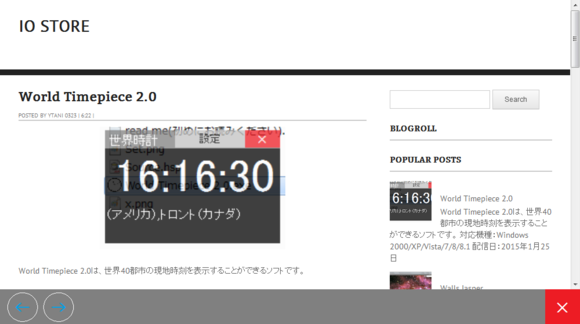 IO STORE
World Timepiece 2.0
POSTED BY YTANI 0323 | 6:22 |
read me(初めにお読みください).
世界時計
設定
Set.png
16:16:30
World Timepiece
x.png
(アメリカ),トロント(カナダ)
World Timepiece 2.0は、世界40都市の現地時刻を表示することができるソフトです。
Search
BLOGROLL
POPULAR POSTS
World Timepiece 2.0
World Timepiece 2.0は、世界40都市の現地時刻を表示することができるソフトです。 対応機種：Windows
2000/XP/Vista/7/8/8.1 配信日：2015年1月25
日
Walls Jasper